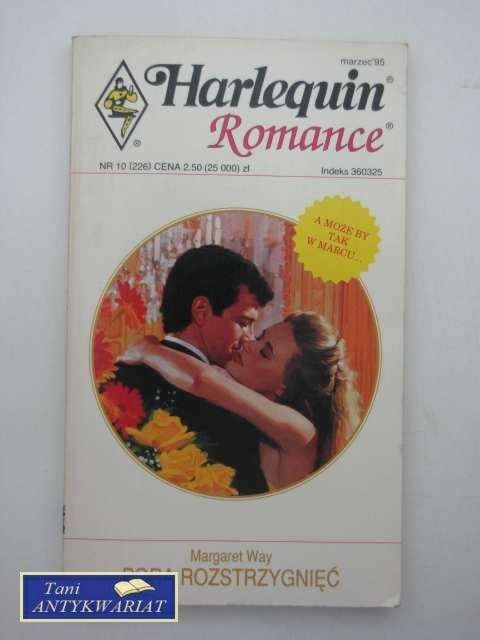 marzec'95
Harlequin®
Romance®
®
NR 10 (226) CENA 2.50 (25 000) zł
Indeks 360325
A MOŻE BY
TAK
W MARCU...
Margaret Way
ROZSTRZYGNIĘĆ
Tani
ANTYKWARIAT